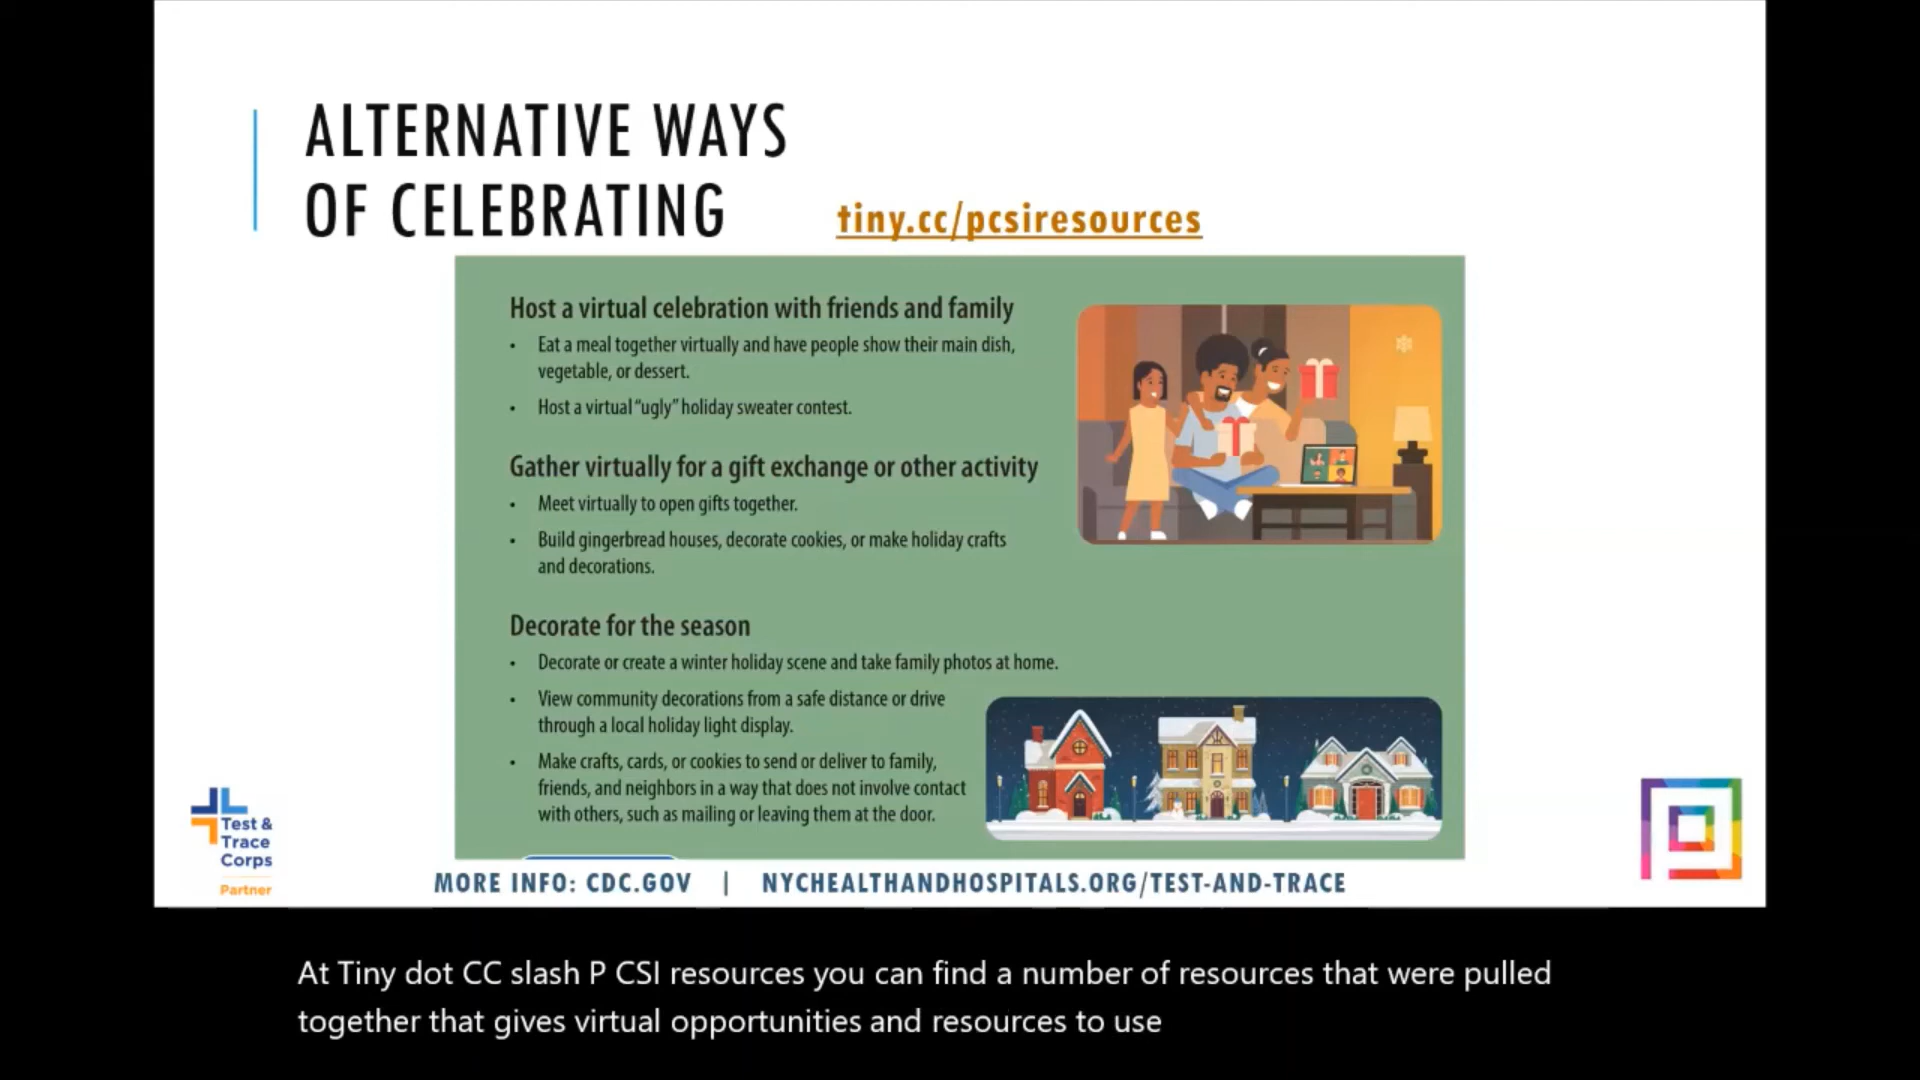 ALTERNATIVE WAYS
OF CELEBRATING
tiny.cc/pcsiresources
Host a virtual celebration with friends and family
• Eat a meal together virtually and have people show their main dish,
vegetable, or dessert.
• Host a virtual “ugly” holiday sweater contest.
Gather virtually for a gift exchange or other activity
• Meet virtually to open gifts together.
• Build gingerbread houses, decorate cookies, or make holiday crafts
and decorations.
Decorate for the season
• Decorate or create a winter holiday scene and take family photos at home.
• View community decorations from a safe distance or drive
through a local holiday light display.
• Make crafts, cards, or cookies to send or deliver to family,
friends, and neighbors in a way that does not involve contact
with others, such as mailing or leaving them at the door.
Test &
Trace
Corps
Partner
MORE INFO: CDC.GOV | NYCHEALTHANDHOSPITALS.ORG/TEST-AND-TRACE
At Tiny dot CC slash P CSI resources you can find a number of resources that were pulled
together that gives virtual opportunities and resources to use